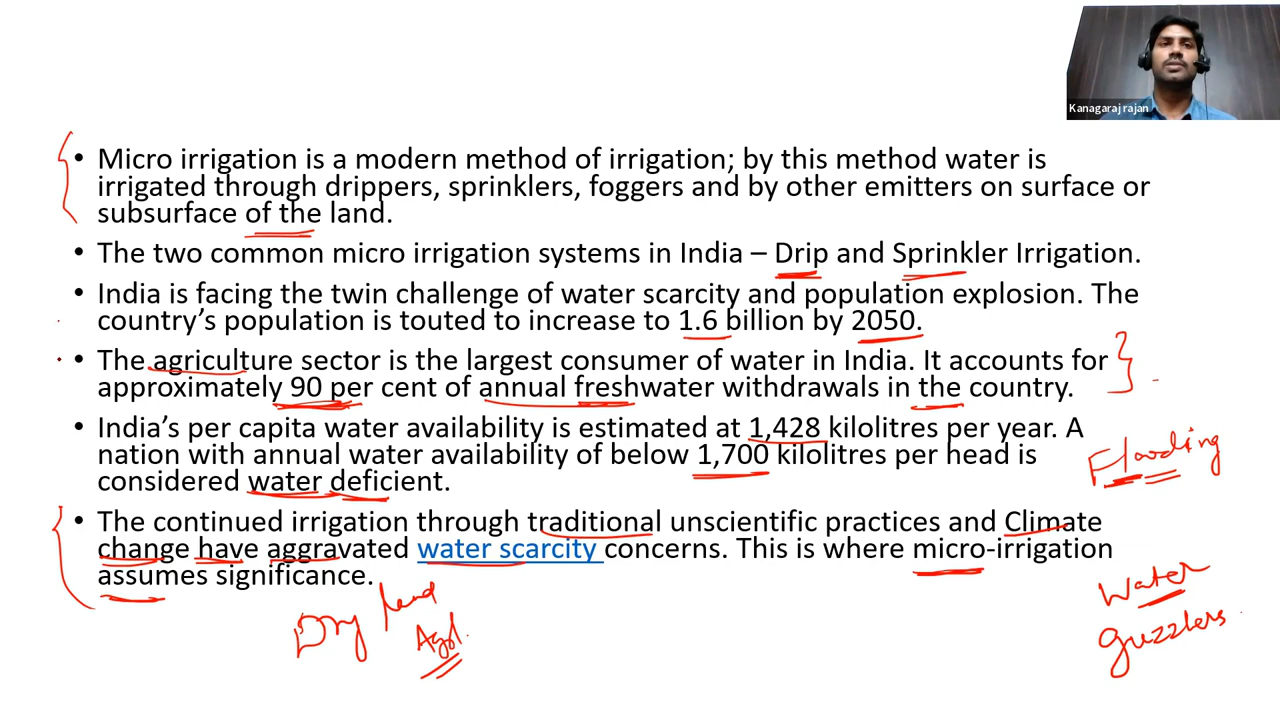 Kanagaraj rajan
• Micro irrigation is a modern method of irrigation; by this method water is
irrigated through drippers, sprinklers, foggers and by other emitters on surface or
subsurface of the land.
• The two common micro irrigation systems in India – Drip and Sprinkler Irrigation.
• India is facing the twin challenge of water scarcity and population explosion. The
country’s population is touted to increase to 1.6 billion by 2050.
• The agriculture sector is the largest consumer of water in India. It accounts for
approximately 90 per cent of annual freshwater withdrawals in the country.
• India’s per capita water availability is estimated at 1,428 kilolitres per year. A
nation with annual water availability of below 1,700 kilolitres per head is
considered water deficient.
Flooding
• The continued irrigation through traditional unscientific practices and Climate
change have aggravated water scarcity concerns. This is where micro-irrigation
assumes significance.
Dry land
Agri
Water
guzzlers